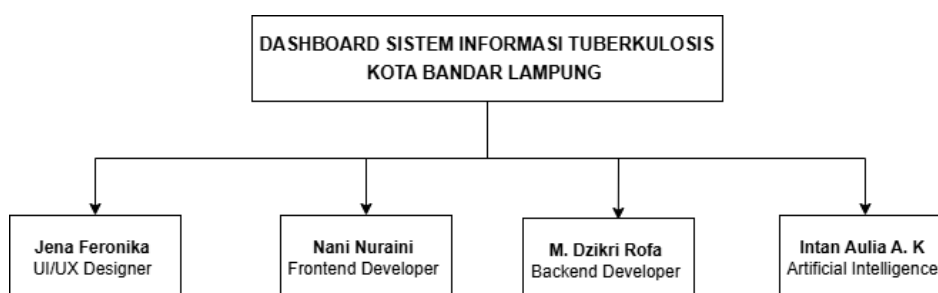 DASHBOARD SISTEM INFORMASI TUBERKULOSIS
KOTA BANDAR LAMPUNG
Jena Feronika
UI/UX Designer
Nani Nuraini
Frontend Developer
M. Dzikri Rofa
Backend Developer
Intan Aulia A. K
Artificial Intelligence